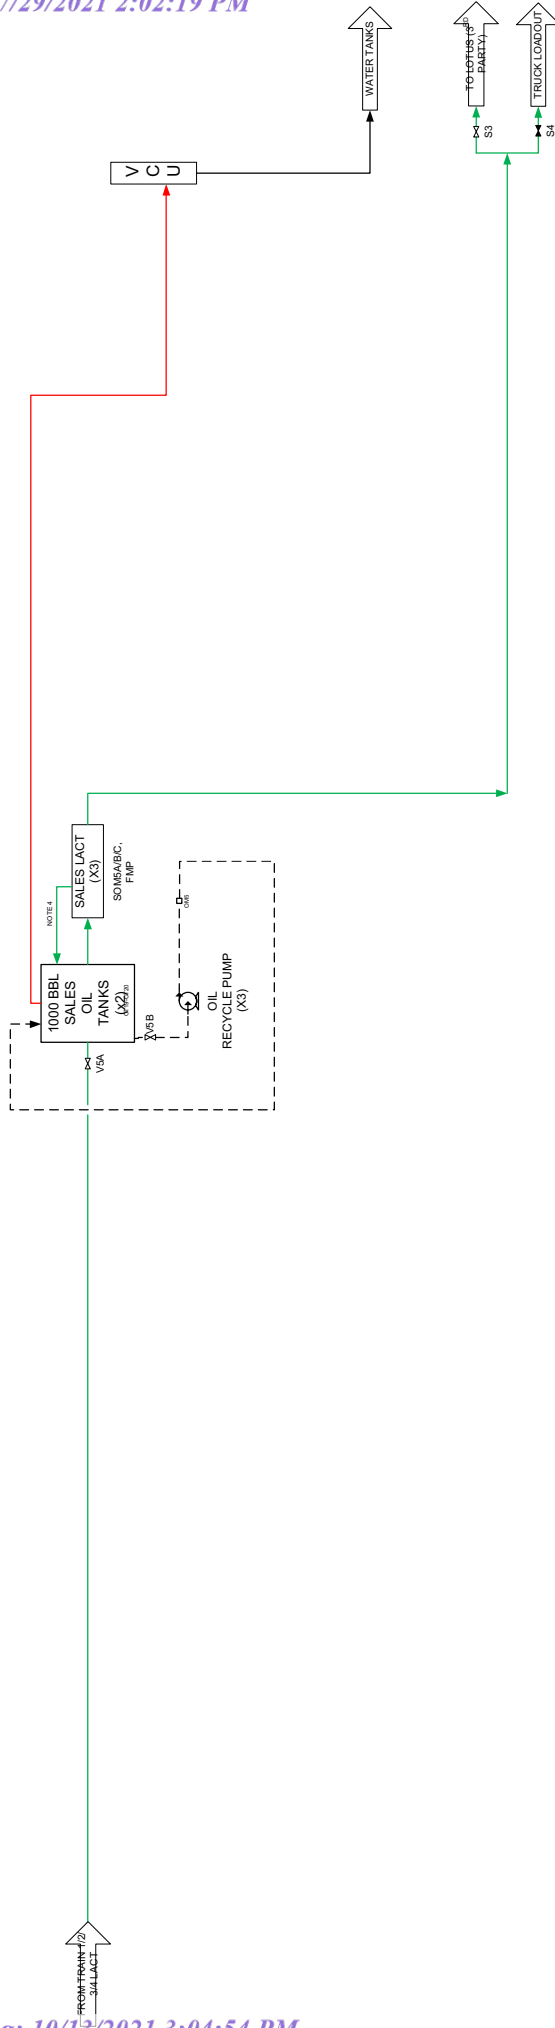 7/29/2021 2:02:19 PM
WATER TANKS
TO LOTUS (3RD
PARTY)
TRUCK LOADOUT
S3
S4
V
C
U
SALES LACT
(X3)
SOM5A/B/C,
FMP
NOTE 4
OM5
1000 BBL
SALES
OIL
TANKS
(x2)
V5B
V5A
OIL
RECYCLE PUMP
(X3)
FROM TRAIN 1/2/
3/4 LACT
g: 10/13/2021 3:04:54 PM